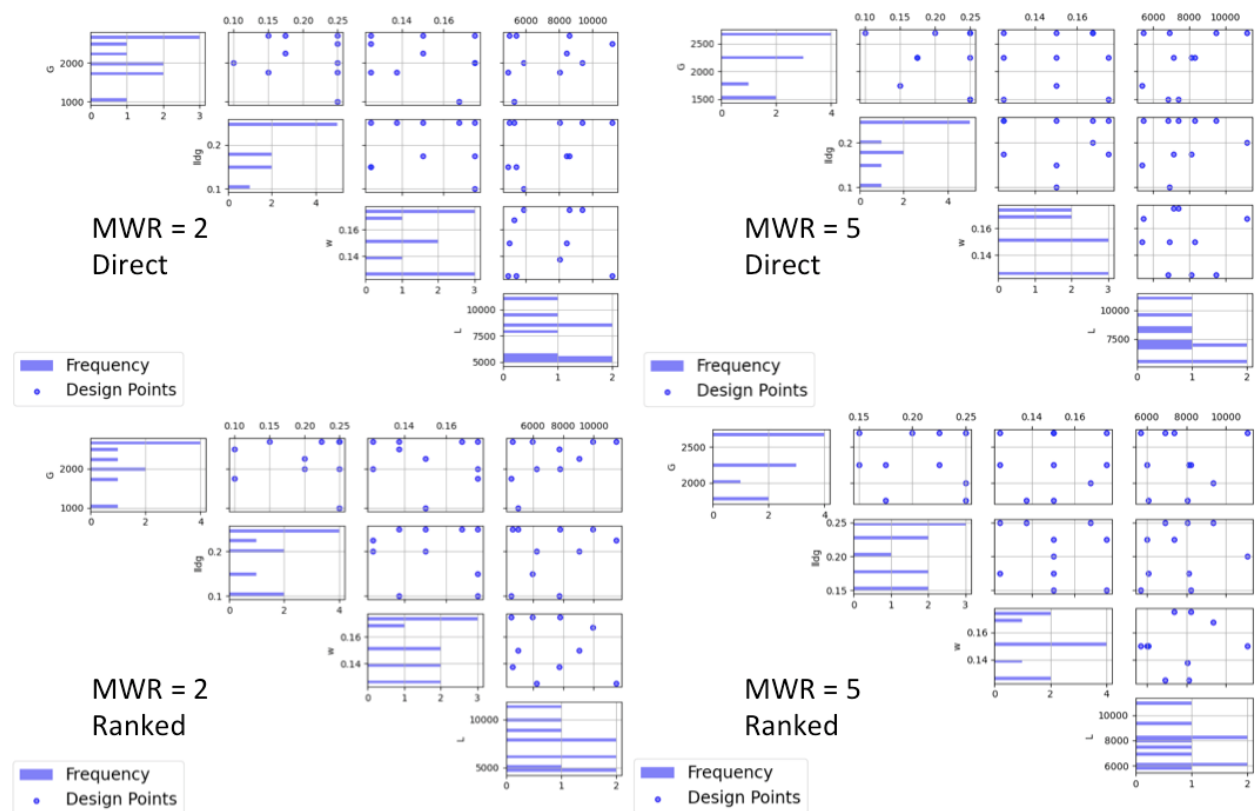 0.10 0.15 0.20 0.25 0.14 0.16 6000 8000 10000
G
2000
1000
0 1 2 3
lldg
0.2
0.1
0 2 4
w
0.16
0.14
0 1 2 3
L
10000
7500
5000
0 1 2
MWR = 2
Direct
Frequency
Design Points
0.10 0.15 0.20 0.25 0.14 0.16 6000 8000 10000
G
2500
2000
1500
0 1 2 3 4
lldg
0.2
0.1
0 2 4
w
0.16
0.14
0 1 2 3
L
10000
7500
0 1 2
MWR = 5
Direct
Frequency
Design Points
0.10 0.15 0.20 0.25 0.14 0.16 6000 8000 10000
G
2000
1000
0 2 4
lldg
0.2
0.1
0 1 2 3 4
w
0.16
0.14
0 1 2 3
L
10000
5000
0 1 2
MWR = 2
Ranked
Frequency
Design Points
0.15 0.20 0.25 0.14 0.16 6000 8000 10000
G
2500
2000
0 2 4
lldg
0.25
0.20
0.15
0 1 2 3
w
0.16
0.14
0 2 4
L
10000
8000
6000
0 1 2
MWR = 5
Ranked
Frequency
Design Points